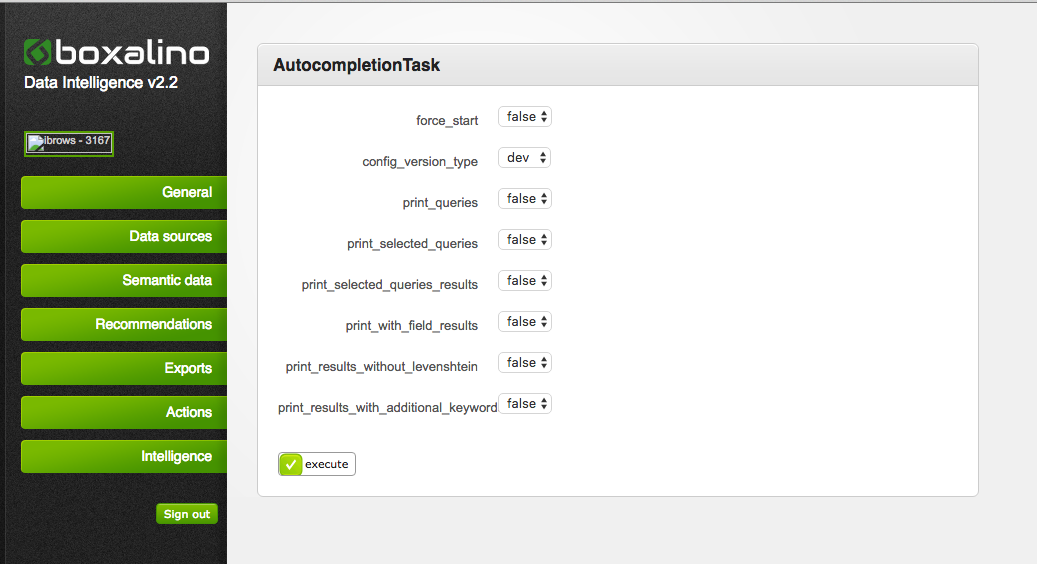 boxalino
Data Intelligence v2.2
ibrows - 3167
General
Data sources
Semantic data
Recommendations
Exports
Actions
Intelligence
Sign out
AutocompletionTask
force_start false
config_version_type dev
print_queries false
print_selected_queries false
print_selected_queries_results false
print_with_field_results false
print_results_without_levenshtein false
print_results_with_additional_keyword false
execute